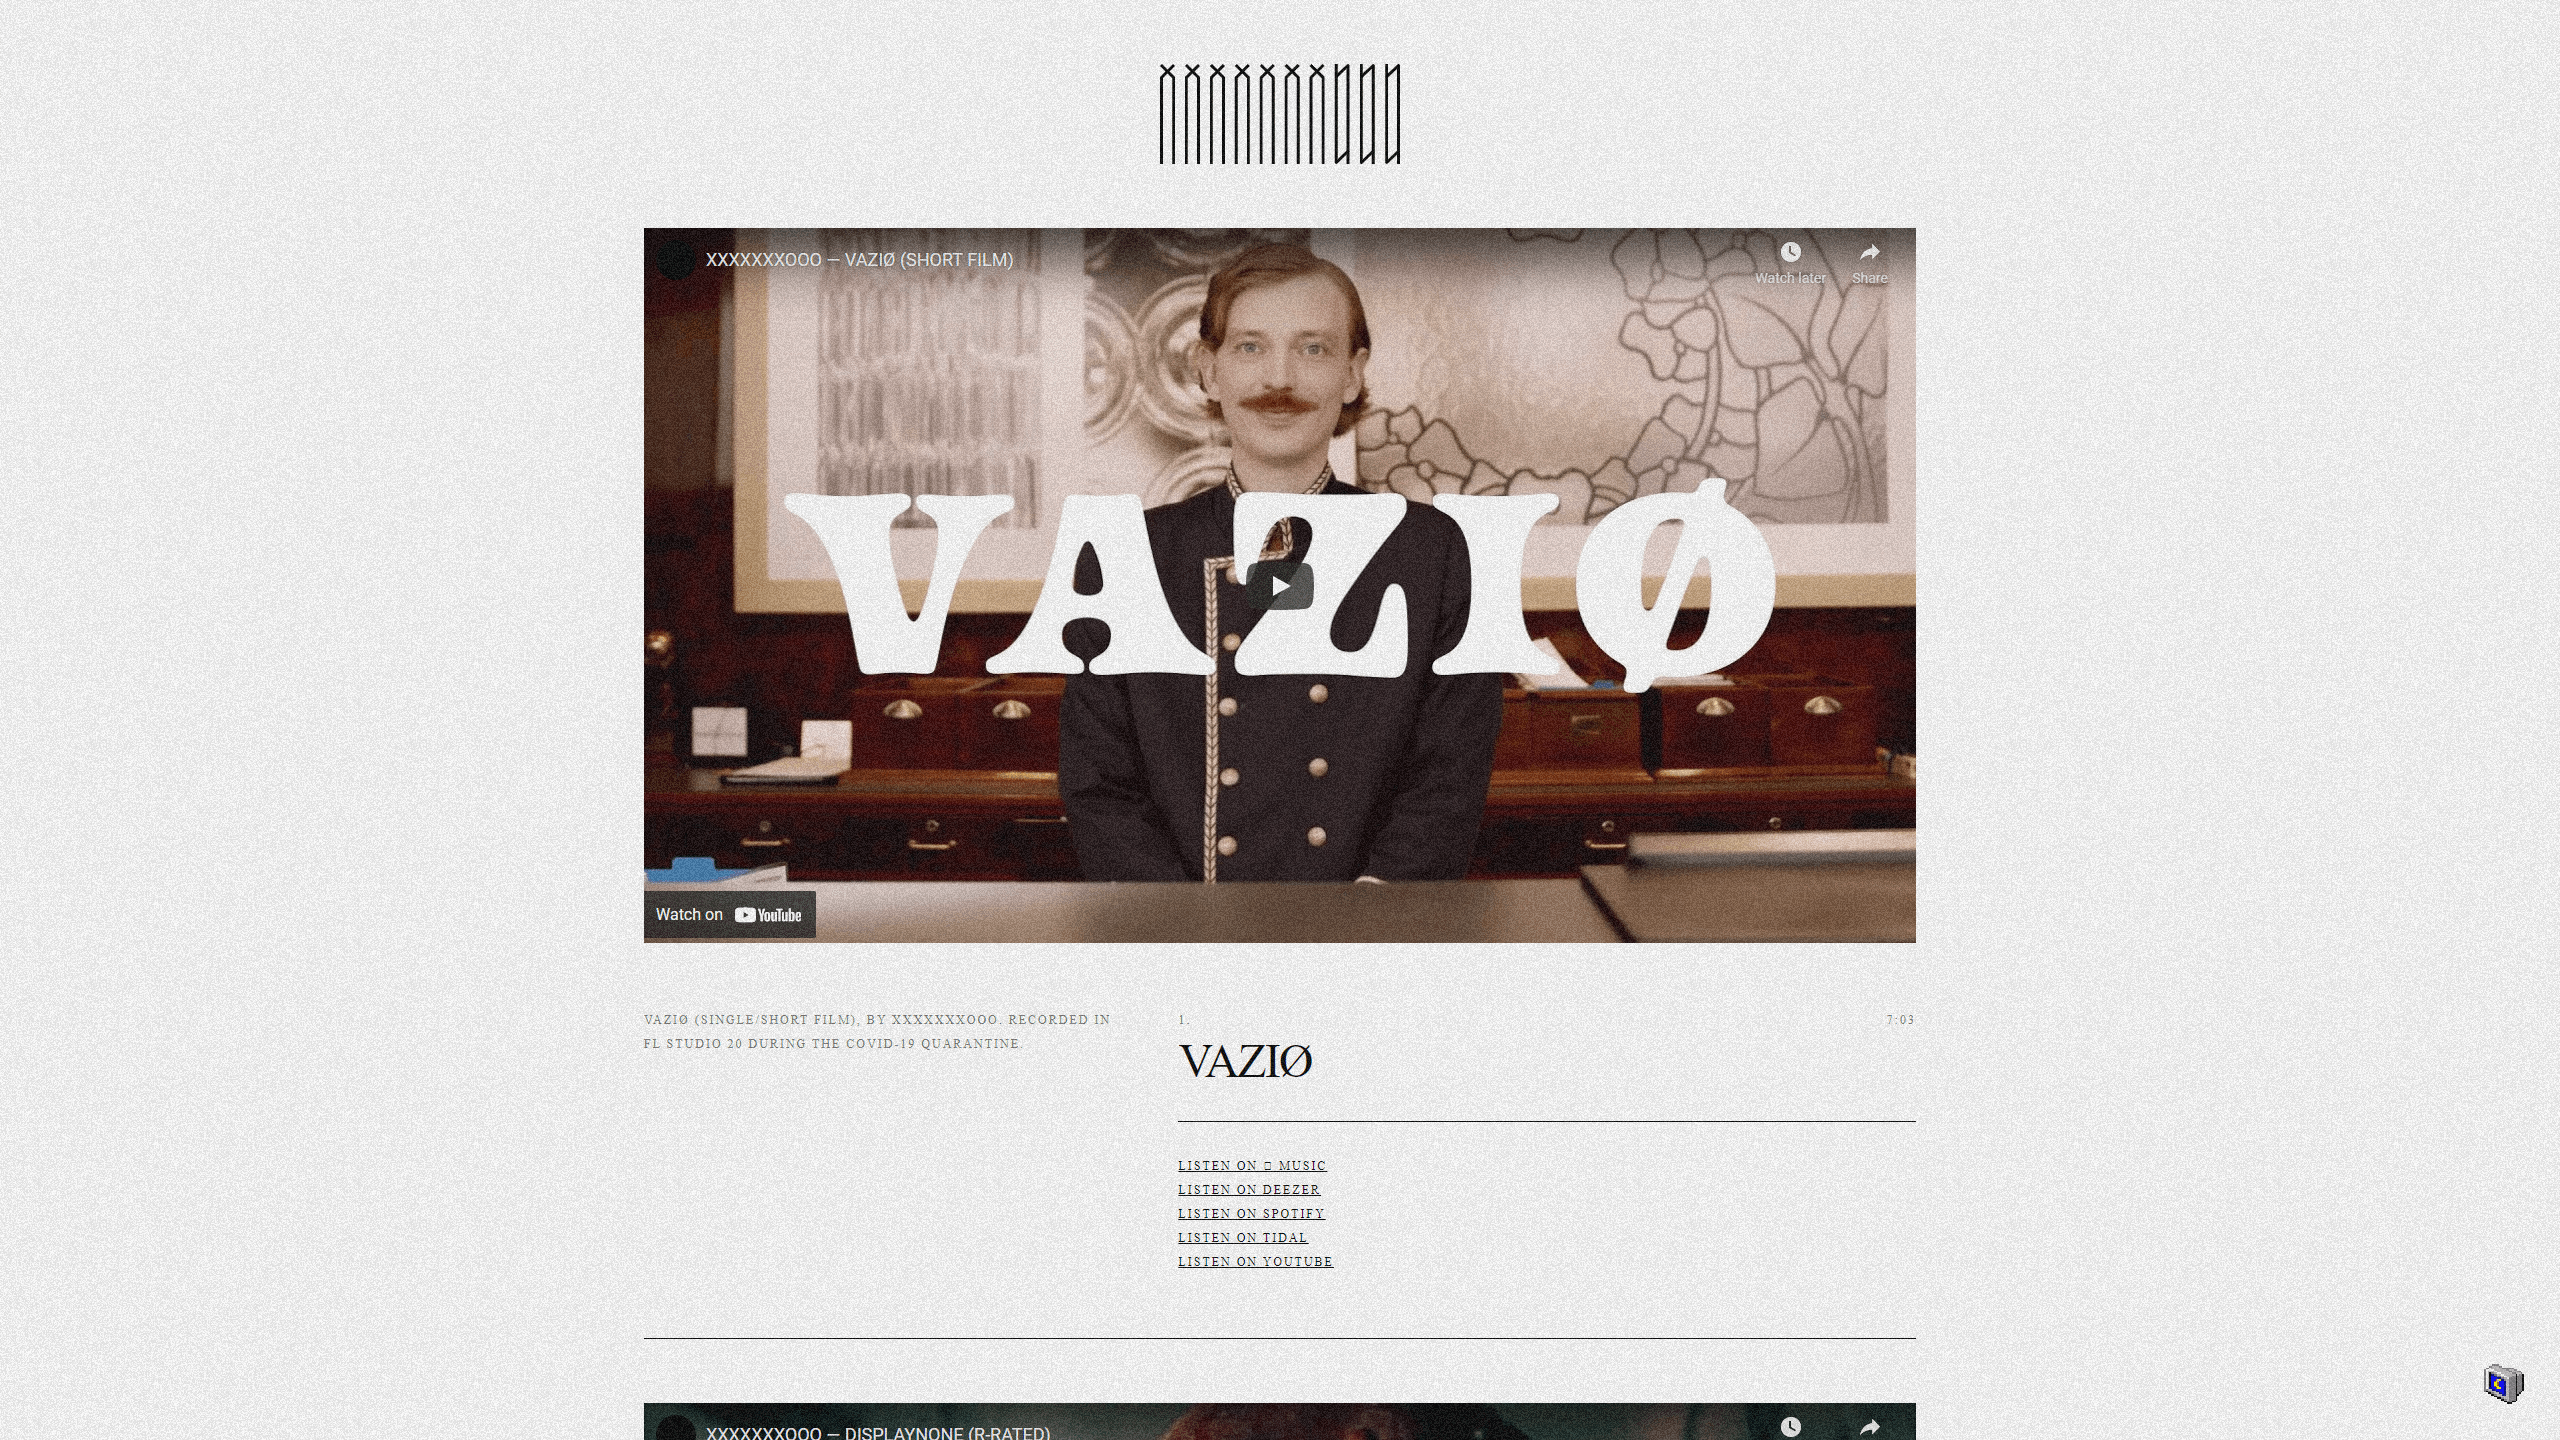 XXXXXXXOOO
XXXXXXXOOO — VAZIØ (SHORT FILM)
Watch later
Share
VAZIØ
Watch on YouTube
VAZIØ (SINGLE/SHORT FILM), BY XXXXXXXOOO. RECORDED IN
FL STUDIO 20 DURING THE COVID-19 QUARANTINE.
1.
7:03
VAZIØ
LISTEN ON □ MUSIC
LISTEN ON DEEZER
LISTEN ON SPOTIFY
LISTEN ON TIDAL
LISTEN ON YOUTUBE
XXXXXXXOOO — DISPLAYNONE (R-RATED)